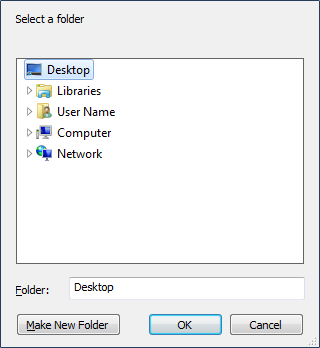 Select a folder
Desktop
Libraries
User Name
Computer
Network
Folder: Desktop
Make New Folder OK Cancel